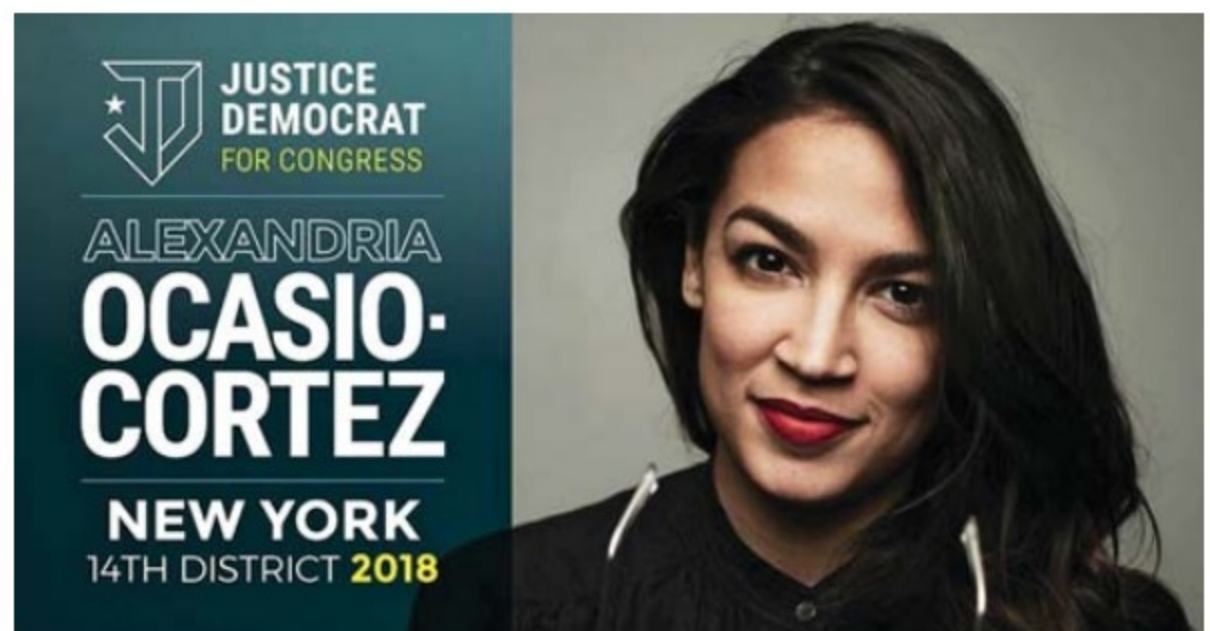 JUSTICE
DEMOCRAT
FOR CONGRESS
ALEXANDRIA
OCASIO-
CORTEZ
NEW YORK
14TH DISTRICT 2018